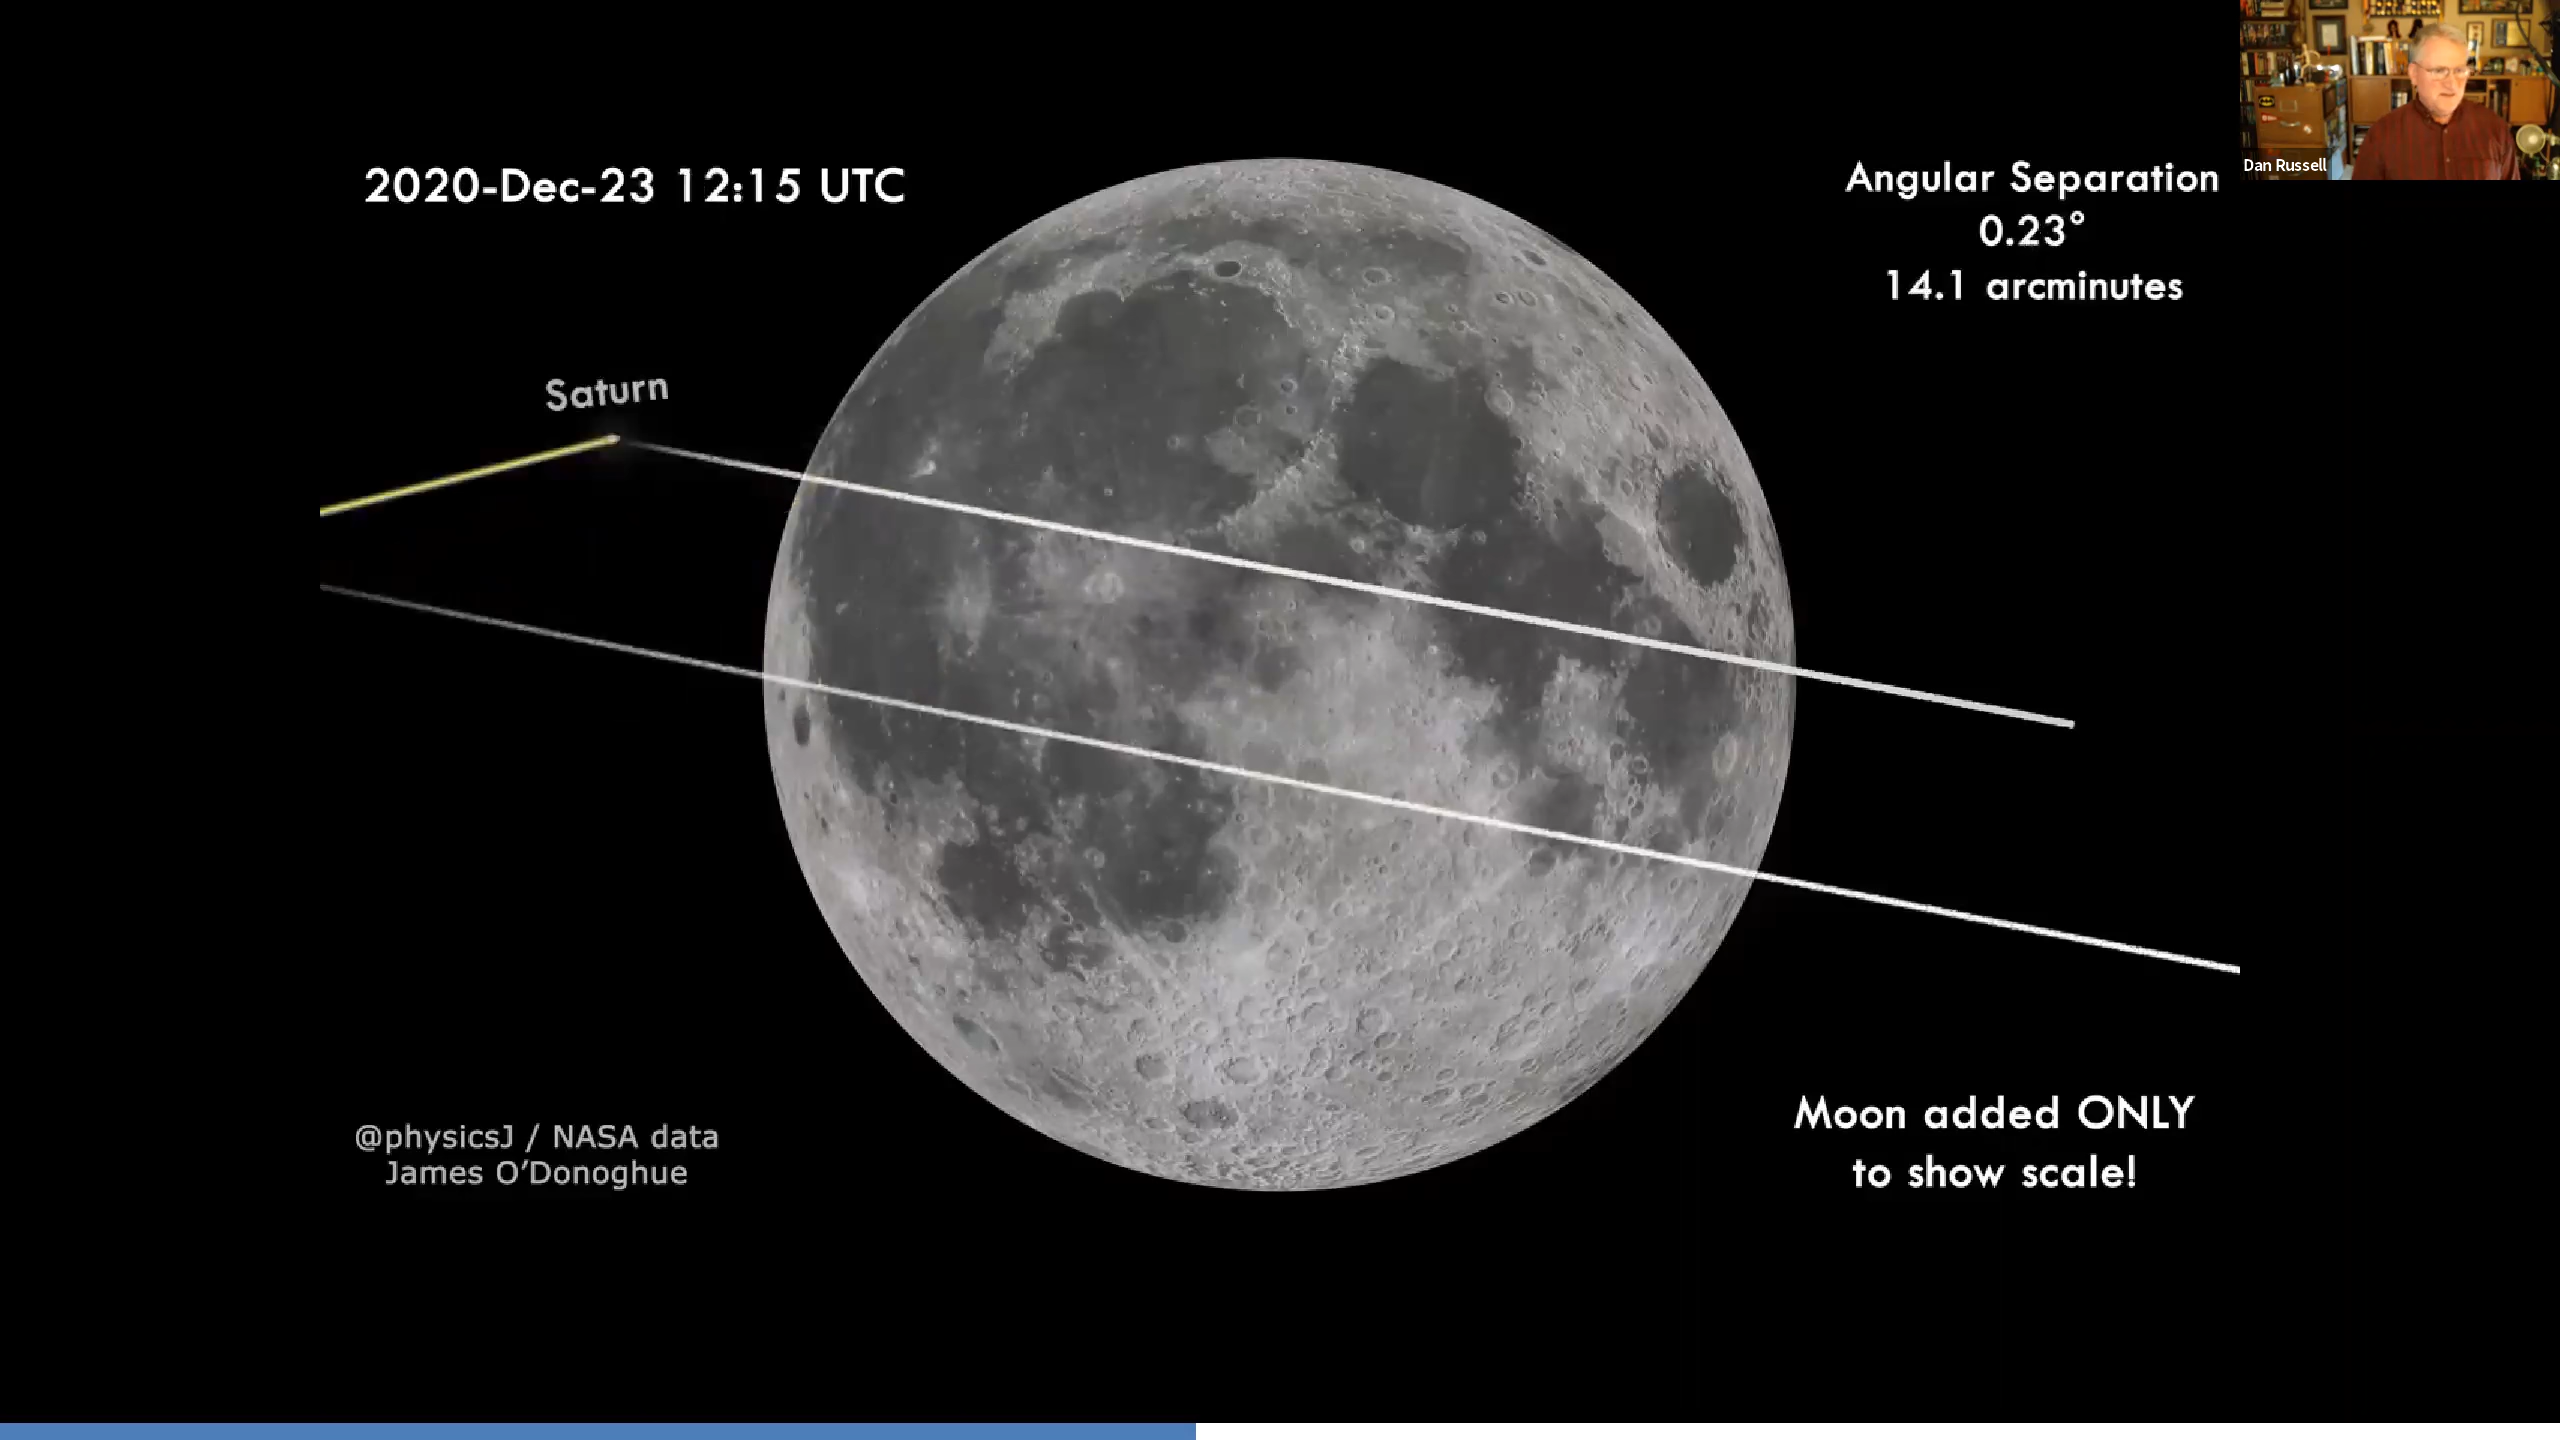 2020-Dec-23 12:15 UTC
Angular Separation
0.23°
14.1 arcminutes
Dan Russell
Saturn
@physicsJ / NASA data
James O’Donoghue
Moon added ONLY
to show scale!